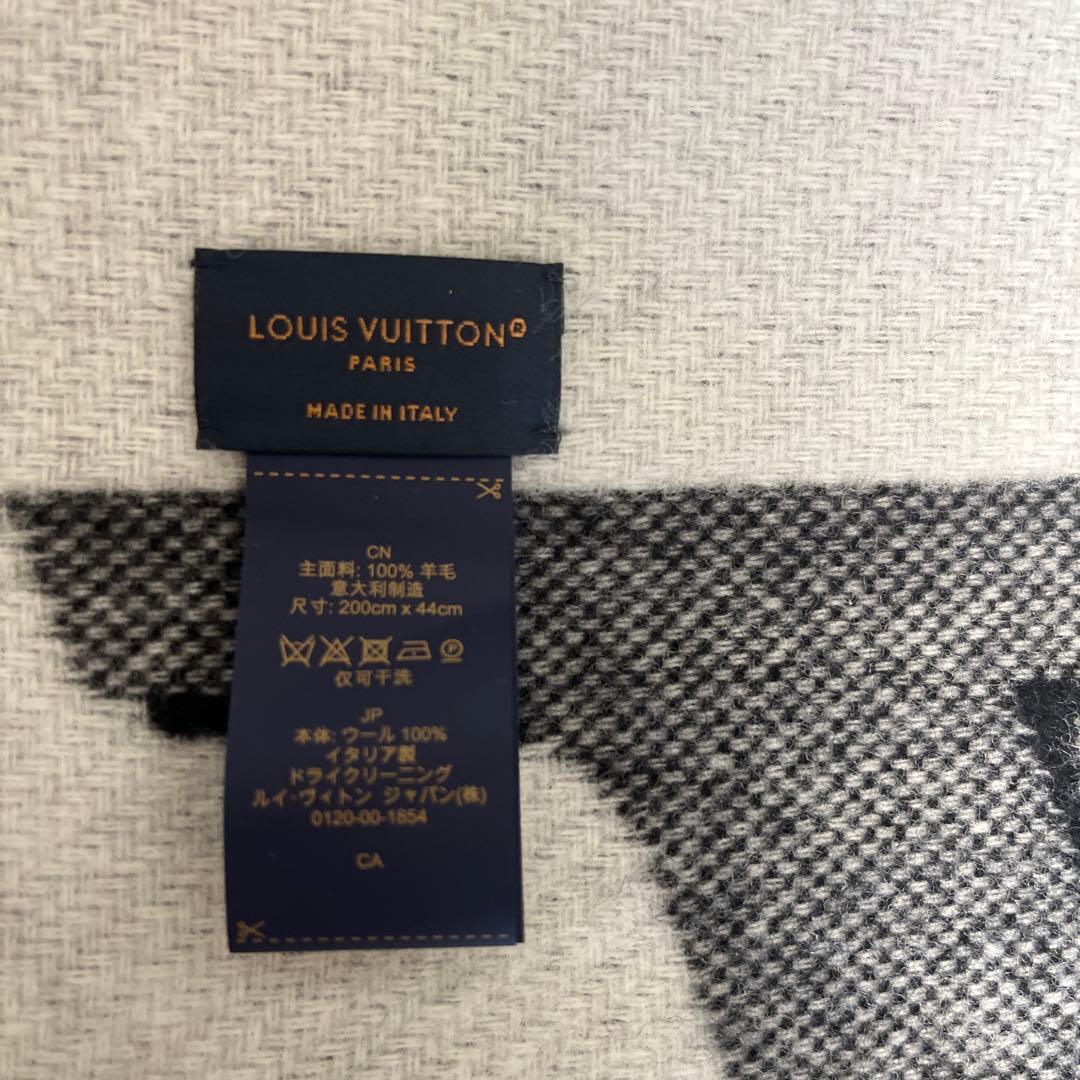 LOUIS VUITTON®
PARIS
MADE IN ITALY
CN
主面料: 100% 羊毛
意大利制造
尺寸: 200cm x 44cm
P
仅可干洗
JP
本体: ウール 100%
イタリア製
ドライクリーニング
ルイ·ヴィトン ジャパン(株)
0120-00-1854
CA